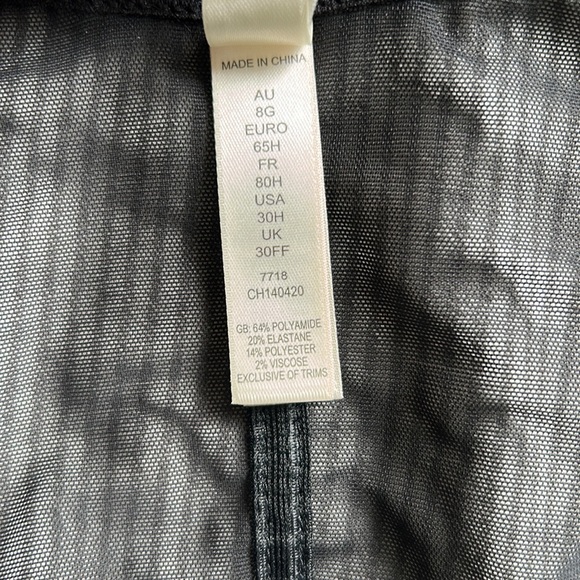 MADE IN CHINA
AU
8G
EURO
65H
FR
80H
USA
30H
UK
30FF
7718
CH140420
GB: 64% POLYAMIDE
20% ELASTANE
14% POLYESTER
2% VISCOSE
EXCLUSIVE OF TRIMS